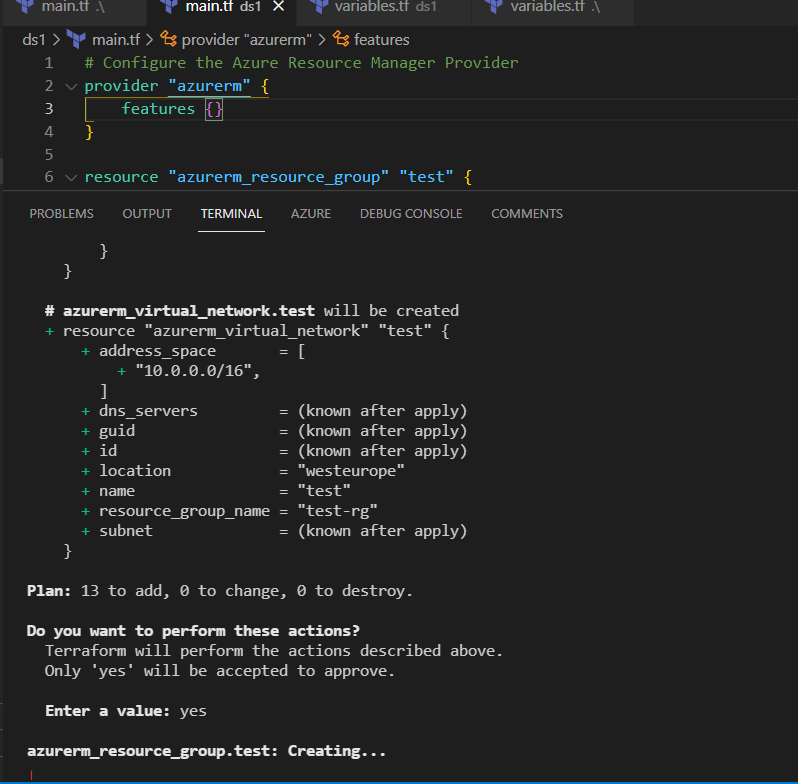 main.tf .\ main.tf ds1 × variables.tf ds1 variables.tf .\
ds1 > main.tf > provider "azurerm" > features
1 # Configure the Azure Resource Manager Provider
2 provider "azurerm" {
3 features {}
4 }
5
6 resource "azurerm_resource_group" "test" {
PROBLEMS OUTPUT TERMINAL AZURE DEBUG CONSOLE COMMENTS
}
}
# azurerm_virtual_network.test will be created
+ resource "azurerm_virtual_network" "test" {
+ address_space = [
+ "10.0.0.0/16",
]
+ dns_servers = (known after apply)
+ guid = (known after apply)
+ id = (known after apply)
+ location = "westeurope"
+ name = "test"
+ resource_group_name = "test-rg"
+ subnet = (known after apply)
}
Plan: 13 to add, 0 to change, 0 to destroy.
Do you want to perform these actions?
Terraform will perform the actions described above.
Only 'yes' will be accepted to approve.
Enter a value: yes
azurerm_resource_group.test: Creating...